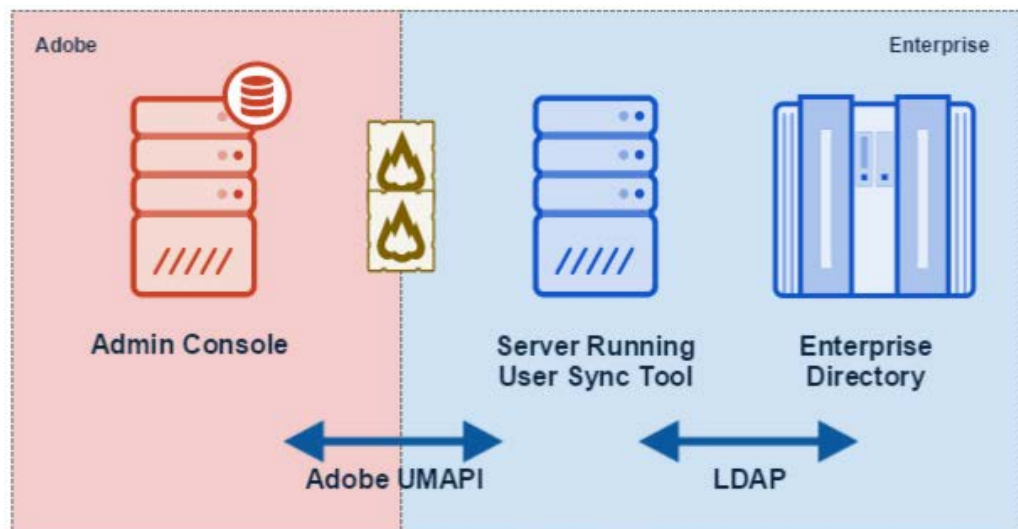 Adobe
Enterprise
Admin Console
Server Running
User Sync Tool
Enterprise
Directory
Adobe UMAPI
LDAP